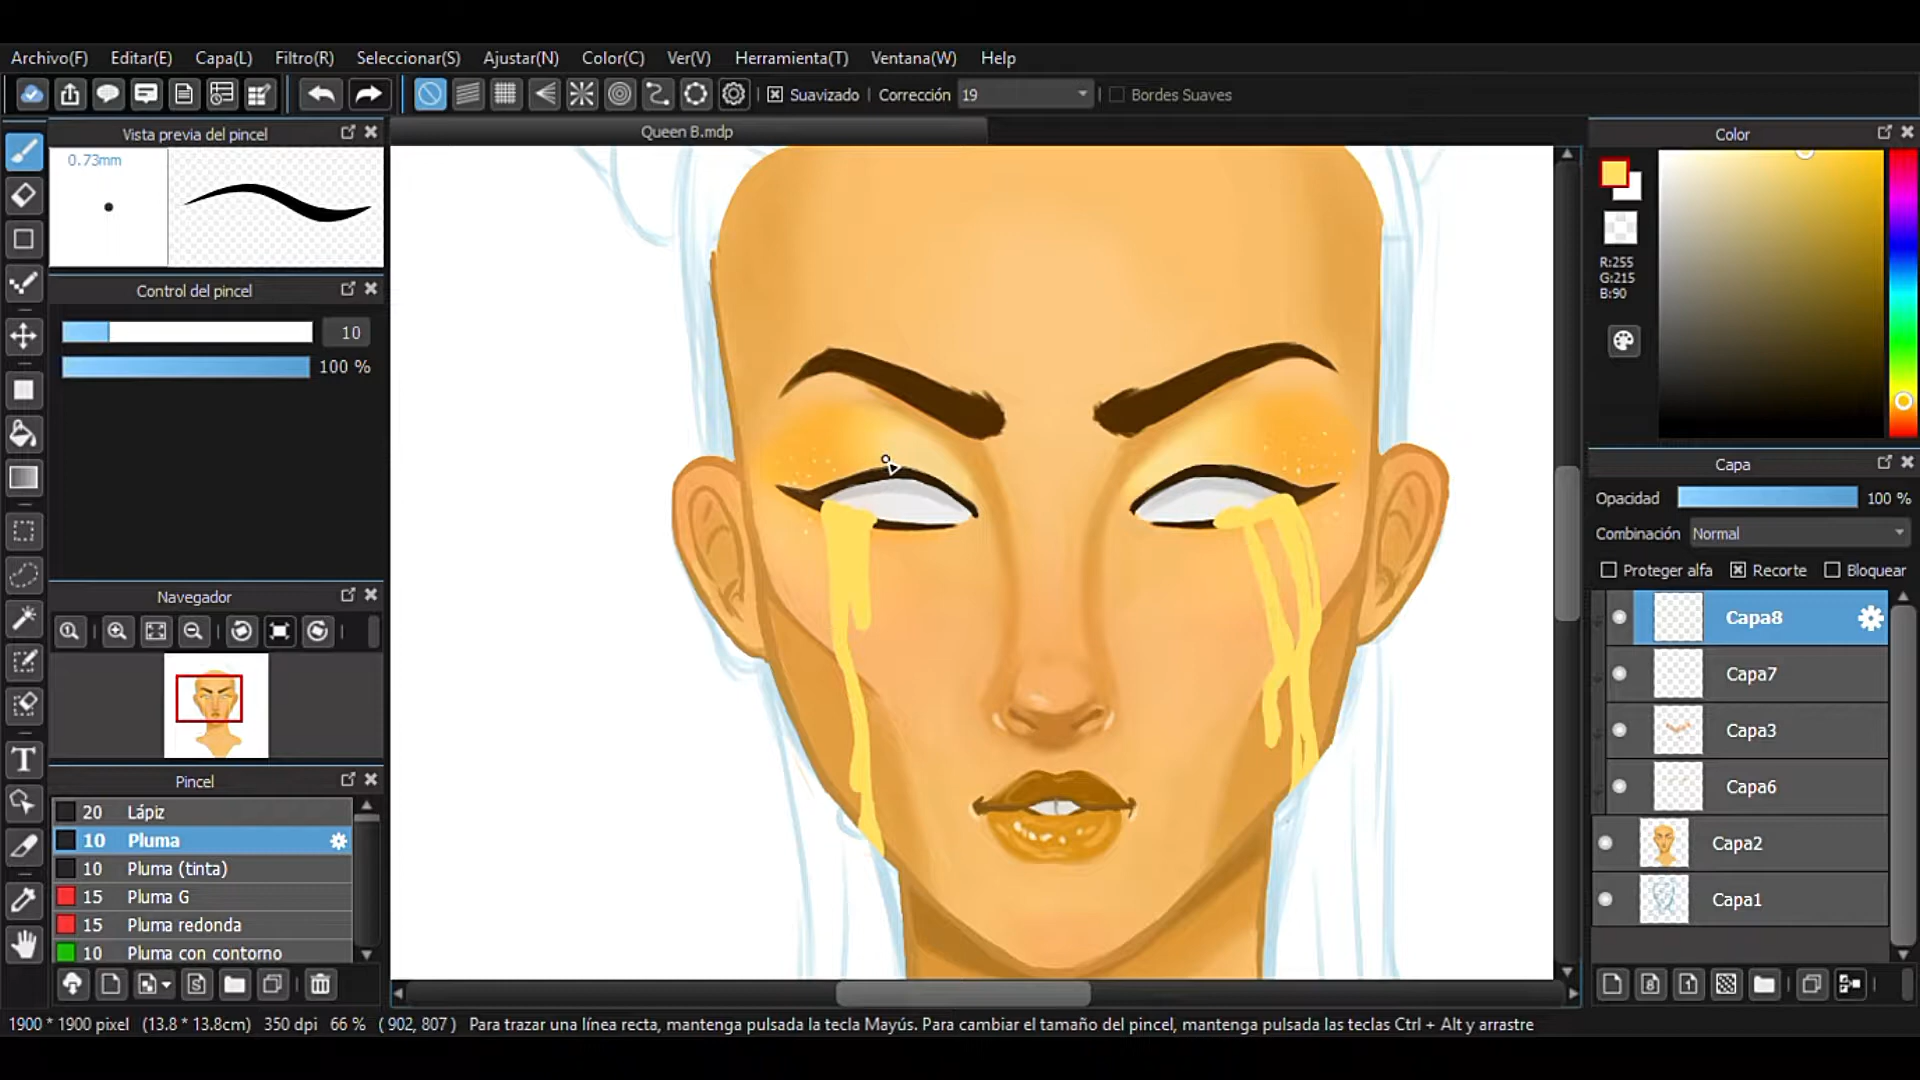 Archivo(F) Editar(E) Capa(L) Filtro(R) Seleccionar(S) Ajustar(N) Color(C) Ver(V) Herramienta(T) Ventana(W) Help
Suavizado Corrección 19 Bordes Suaves
Vista previa del pincel
0.73mm
Control del pincel
10
100 %
Navegador
Pincel
20 Lápiz
10 Pluma
10 Pluma (tinta)
15 Pluma G
15 Pluma redonda
10 Pluma con contorno
Queen B.mdp
Color
R:255
G:215
B:90
Capa
Opacidad 100 %
Combinación Normal
Proteger alfa Recorte Bloquear
Capa8
Capa7
Capa3
Capa6
Capa2
Capa1
1900 * 1900 pixel (13.8 * 13.8cm) 350 dpi 66 % ( 902, 807 ) Para trazar una línea recta, mantenga pulsada la tecla Mayús. Para cambiar el tamaño del pincel, mantenga pulsada las teclas Ctrl + Alt y arrastre